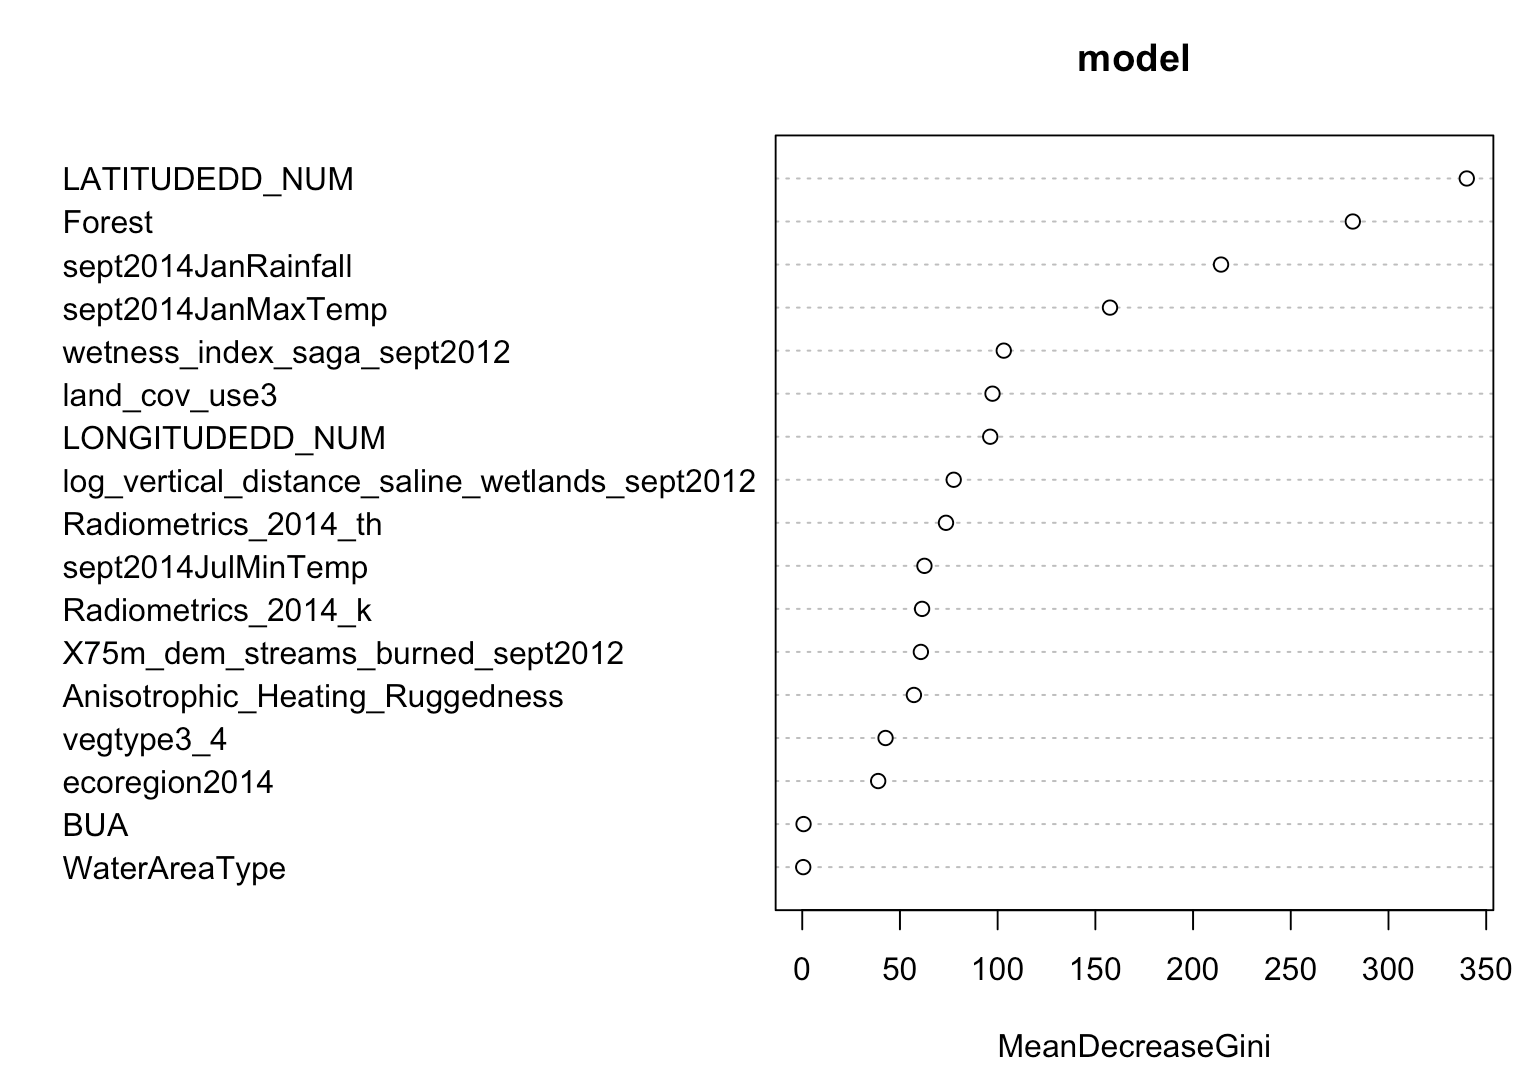 model
LATITUDEDD_NUM
Forest
sept2014JanRainfall
sept2014JanMaxTemp
wetness_index_saga_sept2012
land_cov_use3
LONGITUDEDD_NUM
log_vertical_distance_saline_wetlands_sept2012
Radiometrics_2014_th
sept2014JulMinTemp
Radiometrics_2014_k
X75m_dem_streams_burned_sept2012
Anisotrophic_Heating_Ruggedness
vegtype3_4
ecoregion2014
BUA
WaterAreaType
0 50 100 150 200 250 300 350
MeanDecreaseGini